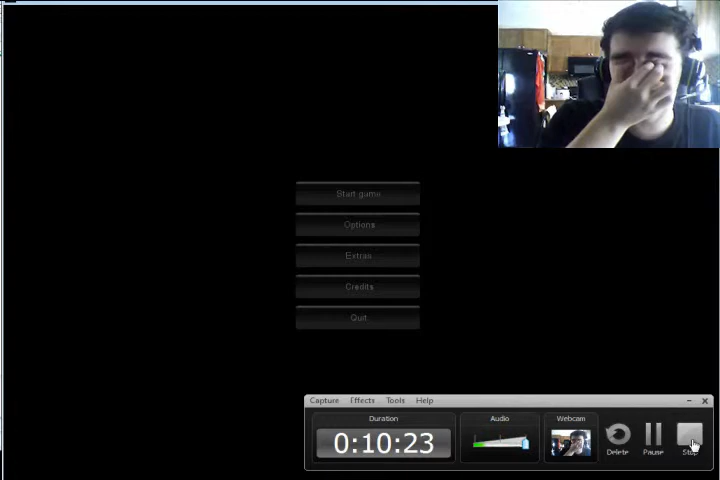 Start game
Options
Extras
Credits
Quit
Capture Effects Tools Help
Duration
Audio
Webcam
0:10:23
Delete
Pause
Stop